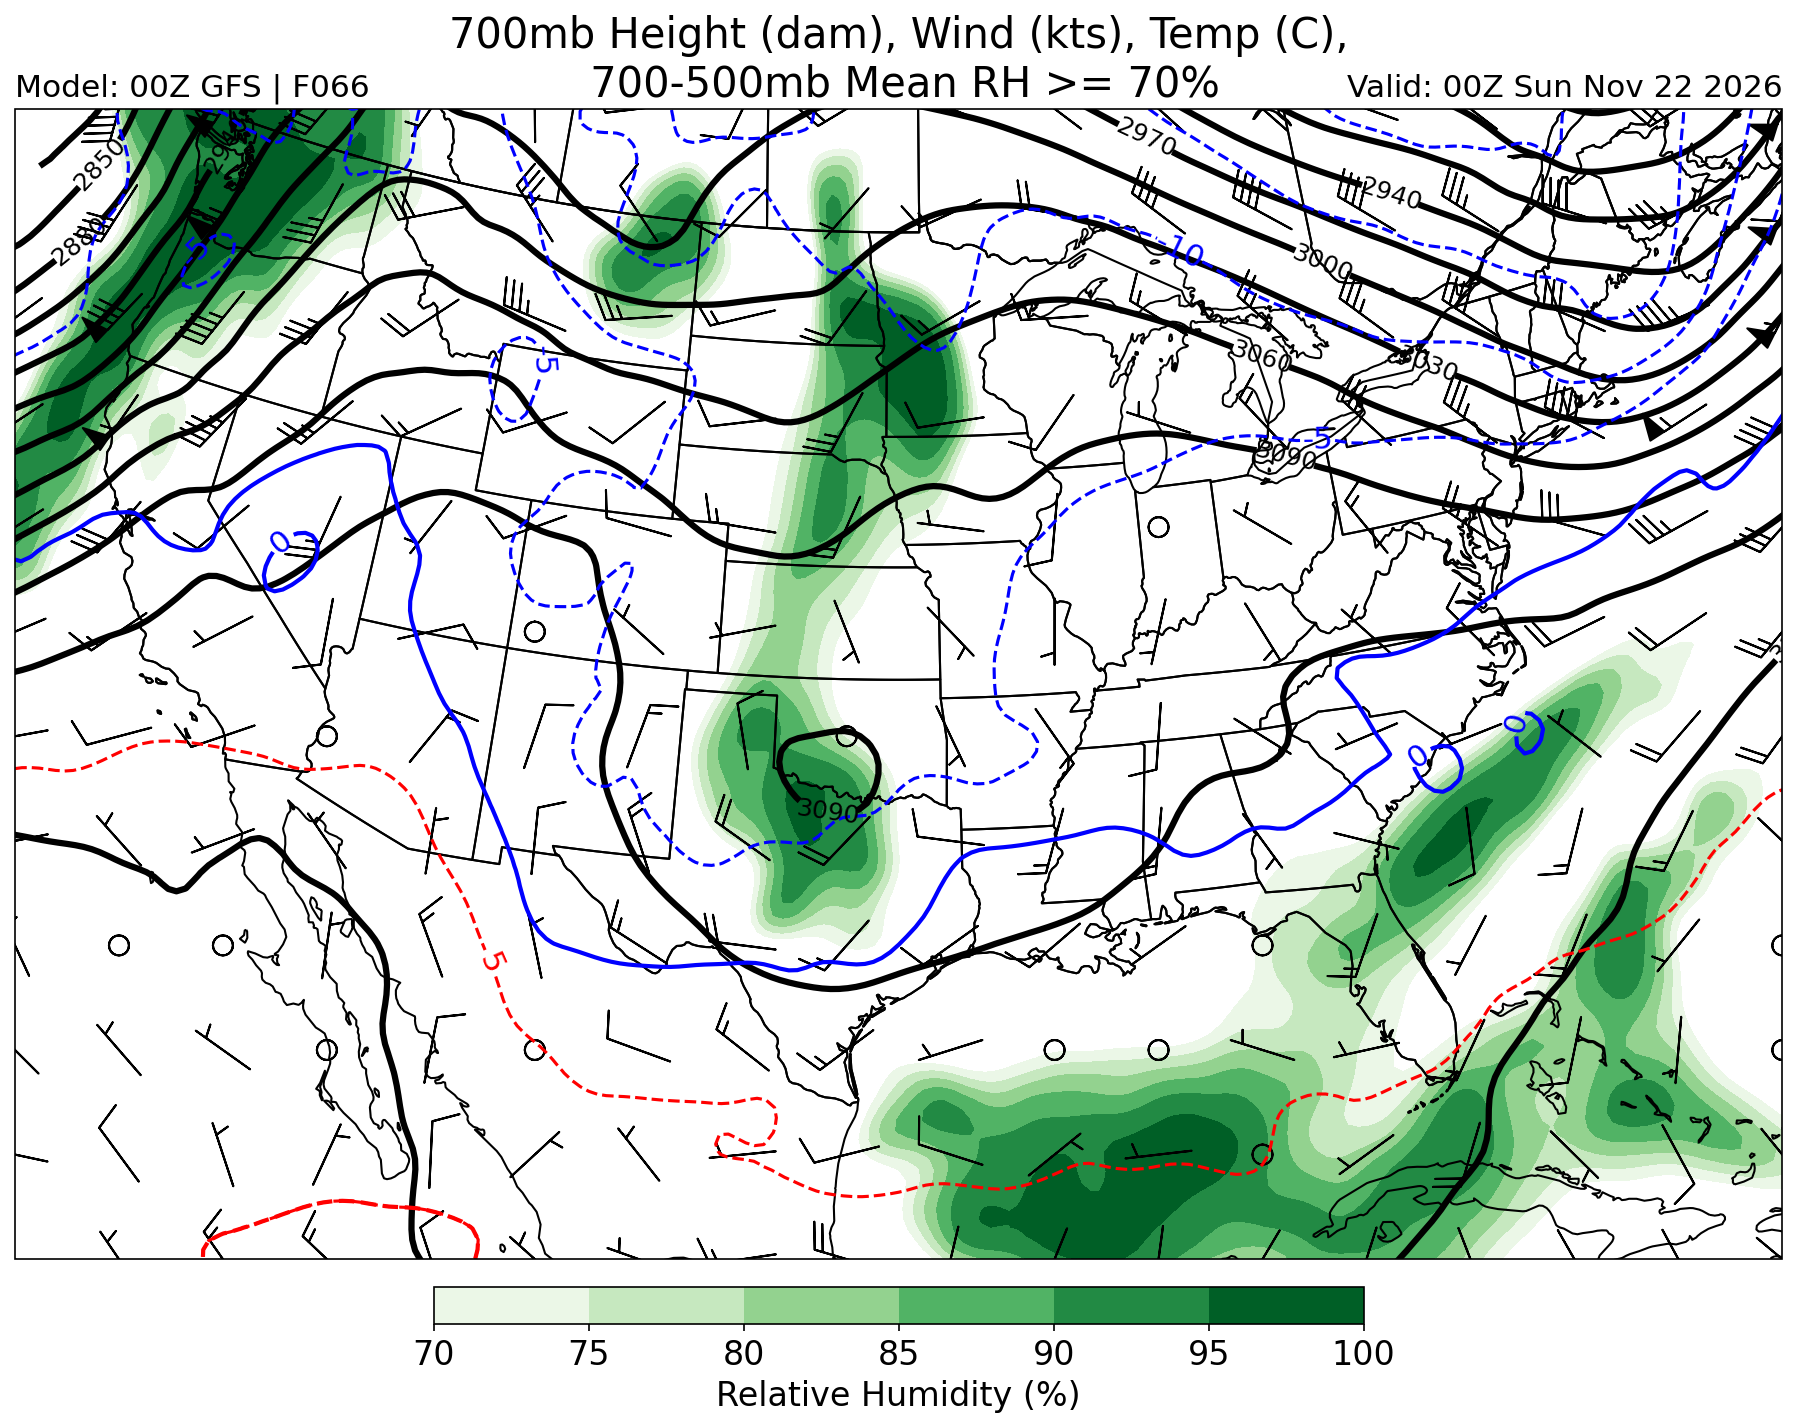 700mb Height (dam), Wind (kts), Temp (C),
700-500mb Mean RH >= 70%
Model: 00Z GFS | F066
Valid: 00Z Sun Nov 22 2026
2850
2880
2970
2940
3000
3060
3030
3090
3090
-10
-5
-5
-5
0
0
0
5
70 75 80 85 90 95 100
Relative Humidity (%)